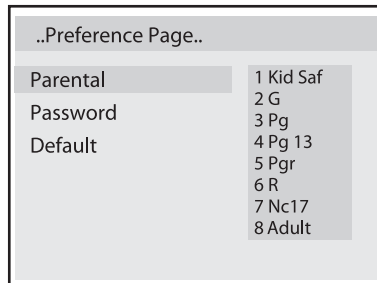 ..Preference Page..
Parental
Password
Default
1 Kid Saf
2 G
3 Pg
4 Pg 13
5 Pgr
6 R
7 Nc17
8 Adult